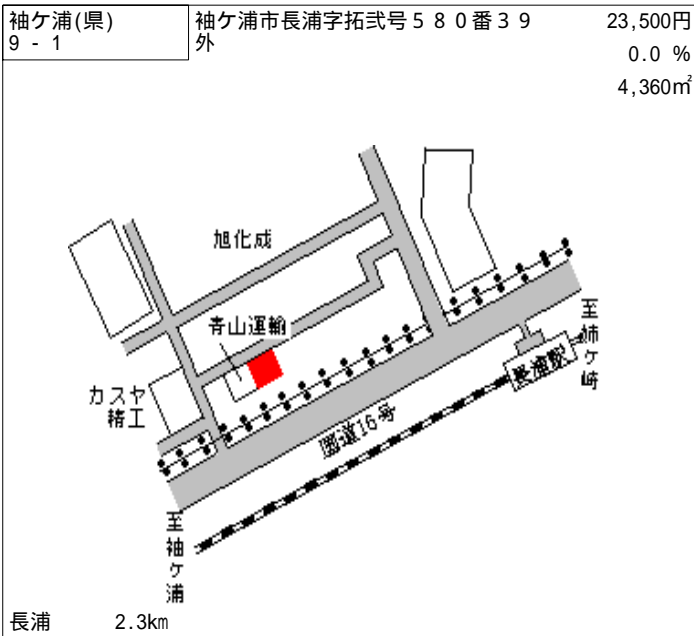 袖ケ浦(県)
9 - 1
袖ケ浦市長浦字拓弐号５８０番３９
外
23,500円
0.0 %
4,360㎡
旭化成
青山運輸
カスヤ
精工
国道16号
長浦駅
至姉ケ崎
至袖ケ浦
長浦 2.3km